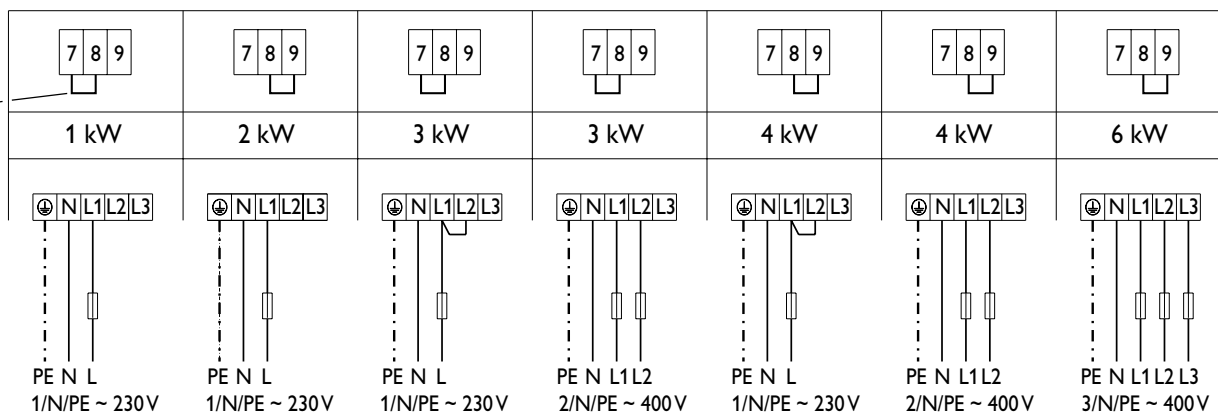 7 8 9 7 8 9 7 8 9 7 8 9 7 8 9 7 8 9 7 8 9
1 kW 2 kW 3 kW 3 kW 4 kW 4 kW 6 kW
⏚ N L1 L2 L3 ⏚ N L1 L2 L3 ⏚ N L1 L2 L3 ⏚ N L1 L2 L3 ⏚ N L1 L2 L3 ⏚ N L1 L2 L3 ⏚ N L1 L2 L3
PE N L PE N L PE N L PE N L1 L2 PE N L PE N L1 L2 PE N L1 L2 L3
1/N/PE ~ 230 V 1/N/PE ~ 230 V 1/N/PE ~ 230 V 2/N/PE ~ 400 V 1/N/PE ~ 230 V 2/N/PE ~ 400 V 3/N/PE ~ 400 V